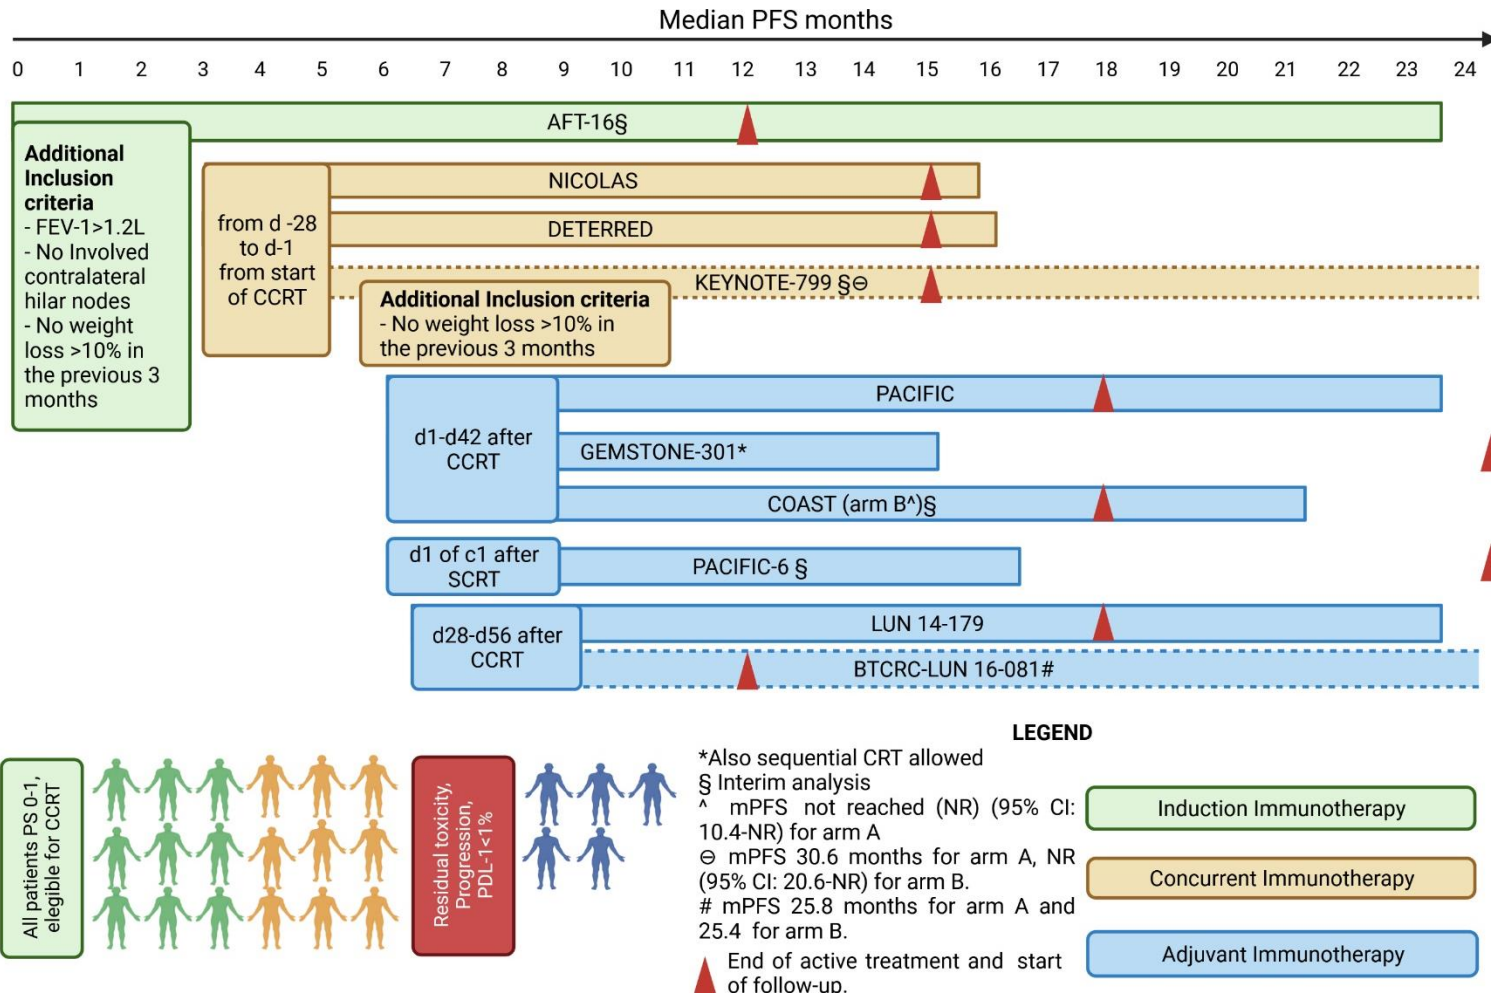 Median PFS months
0 1 2 3 4 5 6 7 8 9 10 11 12 13 14 15 16 17 18 19 20 21 22 23 24
AFT-16§
Additional
Inclusion
criteria
- FEV-1>1.2L
- No Involved
contralateral
hilar nodes
- No weight
loss >10% in
the previous 3
months
from d -28
to d-1
from start
of CCRT
NICOLAS
DETERRED
KEYNOTE-799 §⊖
Additional Inclusion criteria
- No weight loss >10% in
the previous 3 months
d1-d42 after
CCRT
PACIFIC
GEMSTONE-301*
COAST (arm B^)§
d1 of c1 after
SCRT
PACIFIC-6 §
d28-d56 after
CCRT
LUN 14-179
BTCRC-LUN 16-081#
All patients PS 0-1,
elegible for CCRT
Residual toxicity,
Progression,
PDL-1<1%
LEGEND
*Also sequential CRT allowed
§ Interim analysis
^ mPFS not reached (NR) (95% CI:
10.4-NR) for arm A
⊖ mPFS 30.6 months for arm A, NR
(95% CI: 20.6-NR) for arm B.
# mPFS 25.8 months for arm A and
25.4 for arm B.
End of active treatment and start
of follow-up.
Induction Immunotherapy
Concurrent Immunotherapy
Adjuvant Immunotherapy